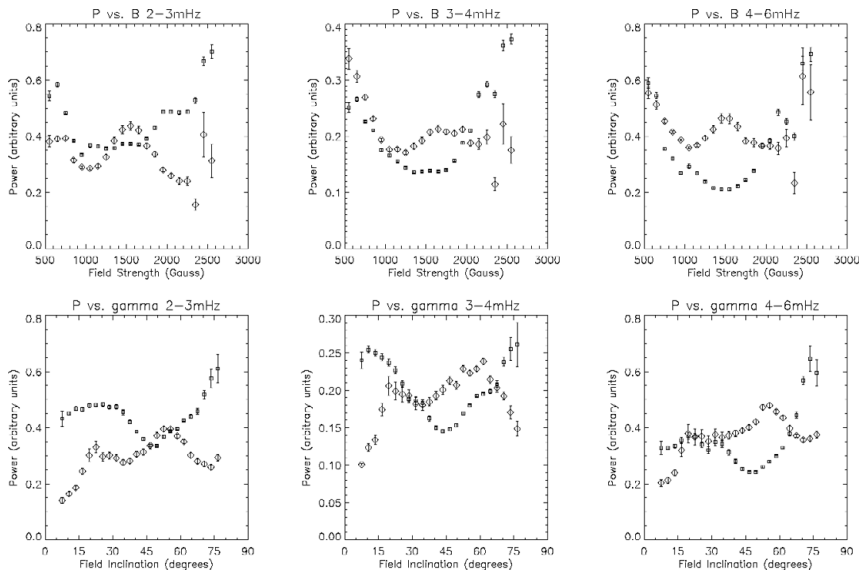 P vs. B 2-3mHz
0.8
0.6
0.4
0.2
0.0
Power (arbitrary units)
500 1000 1500 2000 2500 3000
Field Strength (Gauss)
P vs. B 3-4mHz
0.4
0.3
0.2
0.1
0.0
Power (arbitrary units)
500 1000 1500 2000 2500 3000
Field Strength (Gauss)
P vs. B 4-6mHz
0.8
0.6
0.4
0.2
0.0
Power (arbitrary units)
500 1000 1500 2000 2500 3000
Field Strength (Gauss)
P vs. gamma 2-3mHz
0.8
0.6
0.4
0.2
0.0
Power (arbitrary units)
0 15 30 45 60 75 90
Field Inclination (degrees)
P vs. gamma 3-4mHz
0.30
0.25
0.20
0.15
0.10
0.05
0.00
Power (arbitrary units)
0 15 30 45 60 75 90
Field Inclination (degrees)
P vs. gamma 4-6mHz
0.8
0.6
0.4
0.2
0.0
Power (arbitrary units)
0 15 30 45 60 75 90
Field Inclination (degrees)